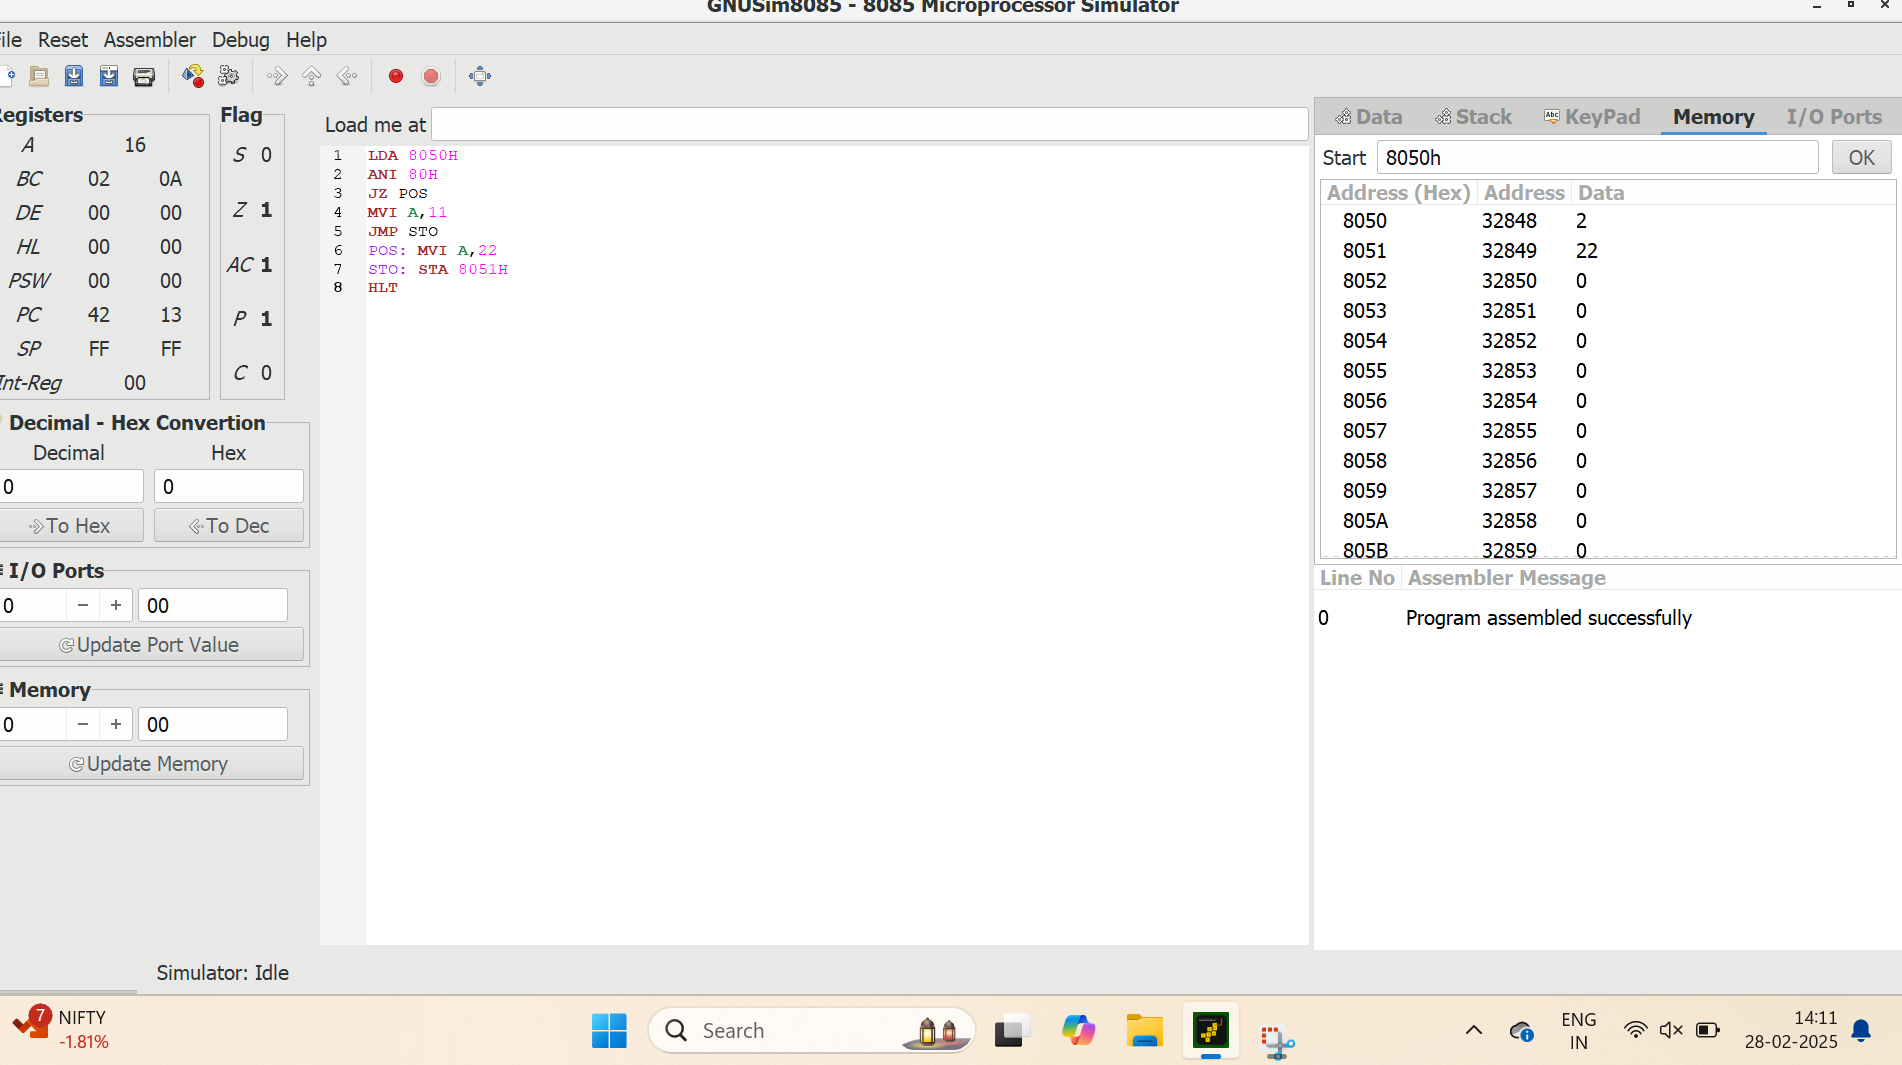 GNUSim8085 - 8085 Microprocessor Simulator
ile Reset Assembler Debug Help
egisters
A 16
BC 02 0A
DE 00 00
HL 00 00
PSW 00 00
PC 42 13
SP FF FF
Int-Reg 00
Flag
S 0
Z 1
AC 1
P 1
C 0
Decimal - Hex Convertion
Decimal Hex
0 0
To Hex To Dec
I/O Ports
0 − + 00
Update Port Value
Memory
0 − + 00
Update Memory
Load me at
1 LDA 8050H
2 ANI 80H
3 JZ POS
4 MVI A,11
5 JMP STO
6 POS: MVI A,22
7 STO: STA 8051H
8 HLT
Data Stack Abc KeyPad Memory I/O Ports
Start 8050h OK
Address (Hex) Address Data
8050 32848 2
8051 32849 22
8052 32850 0
8053 32851 0
8054 32852 0
8055 32853 0
8056 32854 0
8057 32855 0
8058 32856 0
8059 32857 0
805A 32858 0
805B 32859 0
Line No Assembler Message
0 Program assembled successfully
Simulator: Idle
7 NIFTY
-1.81%
Search
ENG
IN
14:11
28-02-2025